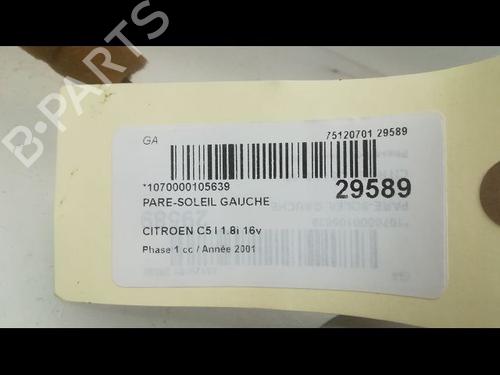 GA 75120701 29589
*1070000105639
29589
PARE-SOLEIL GAUCHE
CITROEN C5 I 1.8i 16v
Phase 1 cc / Année 2001
B-PARTS